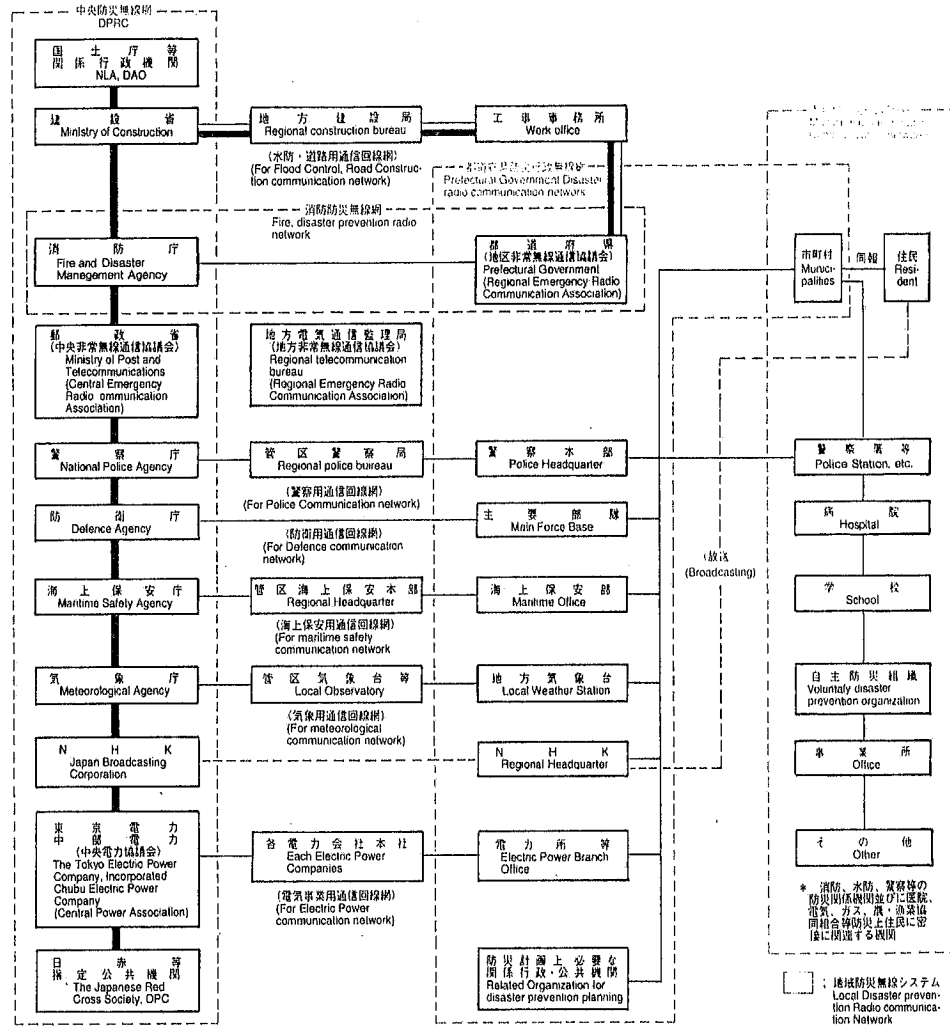 中央防災無線網
DPRC
国土庁等
関係行政機関
NLA, DAO
建設省
Ministry of Construction
地方建設局
Regional construction bureau
工事事務所
Work office
(水防・道路用通信回線網)
(For Flood Control, Road Construc-
tion communication network)
Prefectural Government Disaster
radio communication network
消防防災無線網
Fire, disaster prevention radio
network
消防庁
Fire and Disaster
Management Agency
都道府県
(地区非常無線通信協議会)
Prefectural Government
(Regional Emergency Radio
Communication Association)
市町村
Munici-
palities
同報
住民
Resi-
dent
郵政省
(中央非常無線通信協議会)
Ministry of Post and
Telecommunications
(Central Emergency
Radio ommunication
Association)
地方電気通信監理局
(地方非常無線通信協議会)
Regional telecommunication
bureau
(Regional Emergency Radio
Communication Association)
警察庁
National Police Agency
管区警察局
Regional police buireau
警察本部
Police Headquarter
警察署等
Police Station, etc.
(警察用通信回線網)
(For Police Communication network)
防衛庁
Defence Agency
主要部隊
Main Force Base
病院
Hospital
(防衛用通信回線網)
(For Defence communication
network)
(放送)
(Broadcasting)
海上保安庁
Maritime Safety Agency
管区海上保安本部
Regional Headquarter
海上保安部
Maritime Office
学校
School
(海上保安用通信回線網)
(For maritime safety
communication network
気象庁
Meteorological Agency
管区気象台等
Local Observatory
地方気象台
Local Weather Station
自主防災組織
Voluntaly disaster
prevention organization
(気象用通信回線網)
(For meteorological
communication network)
NHK
Japan Broadcasting
Corporation
NHK
Regional Headquarter
事業所
Office
東京電力
中部電力
(中央電力協議会)
The Tokyo Electric Power
Company, Incorporated
Chubu Electric Power
Company
(Central Power Association)
各電力会社本社
Each Electric Power
Companies
電力所等
Electric Power Branch
Office
その他
Other
(電気事業用通信回線網)
(For Electric Power
communication network)
* 消防、水防、警察等の
防災関係機関並びに医院、
電気、ガス、農・漁業協
同組合等防災上住民に密
接に関連する機関
日赤等
指定公共機関
The Japanese Red
Cross Society, DPC
防災計画上必要な
関係行政・公共機関
Related Organization for
disaster prevention planning
: 地域防災無線システム
Local Disaster preven-
tion Radio communica-
tion Network